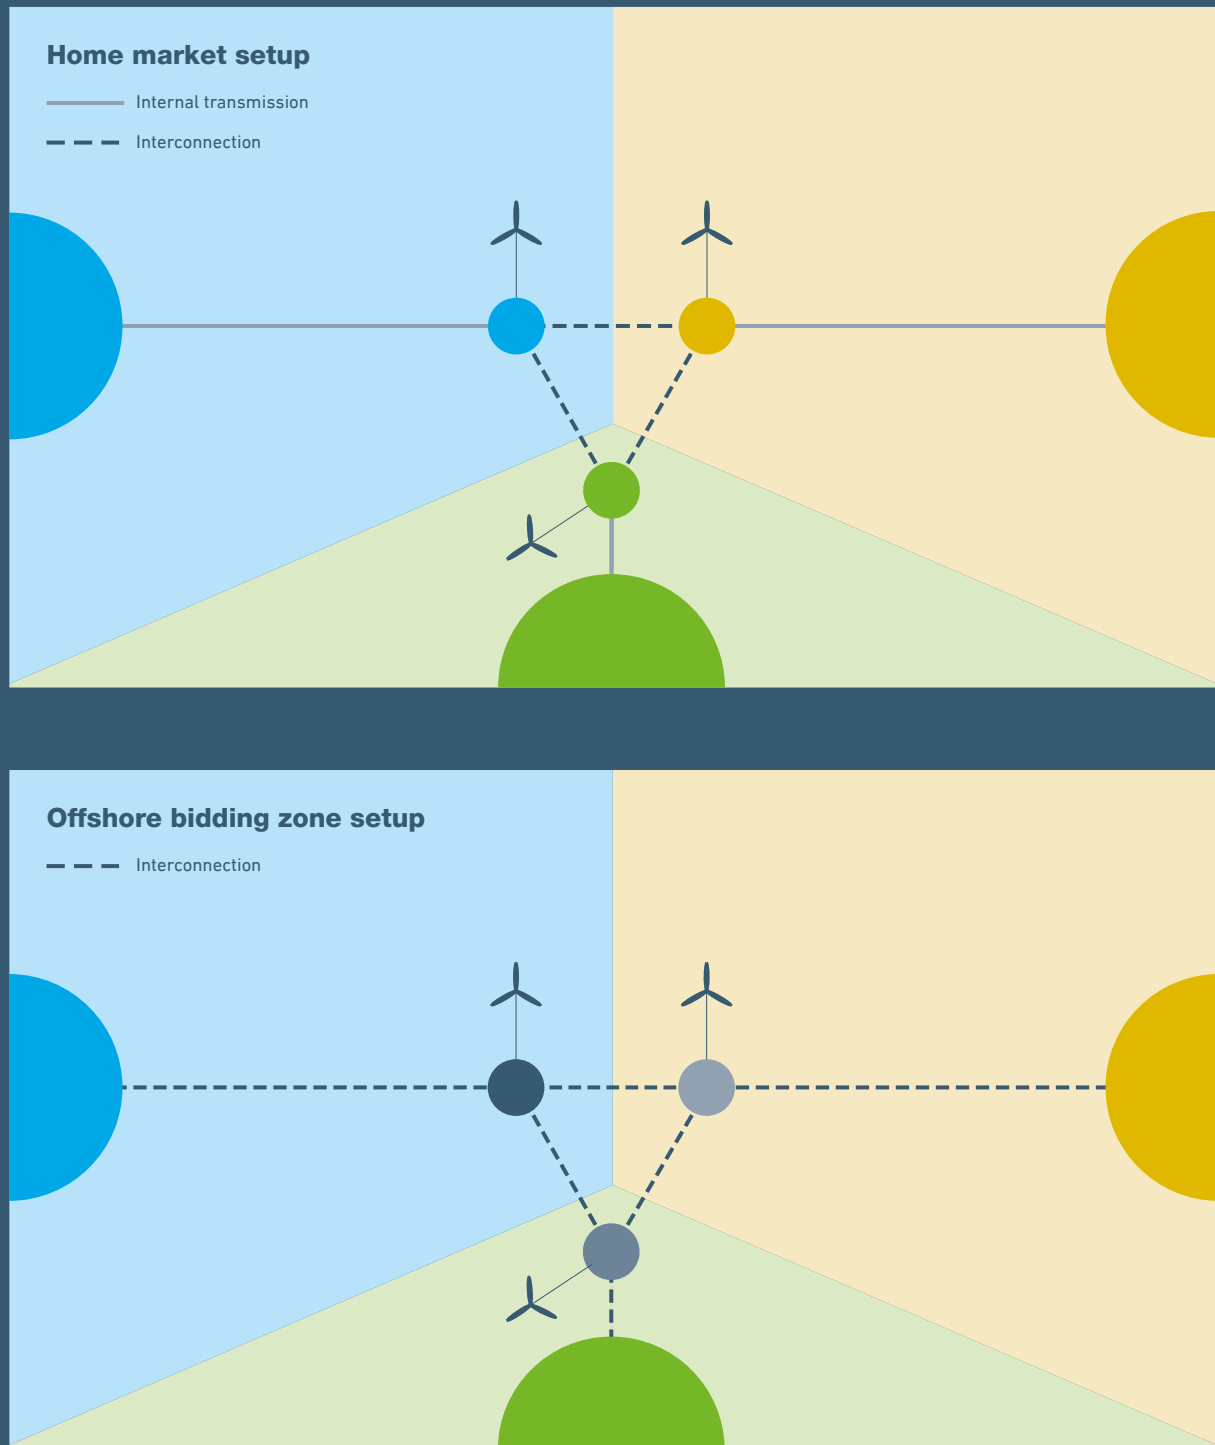 Home market setup
Internal transmission
Interconnection
Offshore bidding zone setup
Interconnection